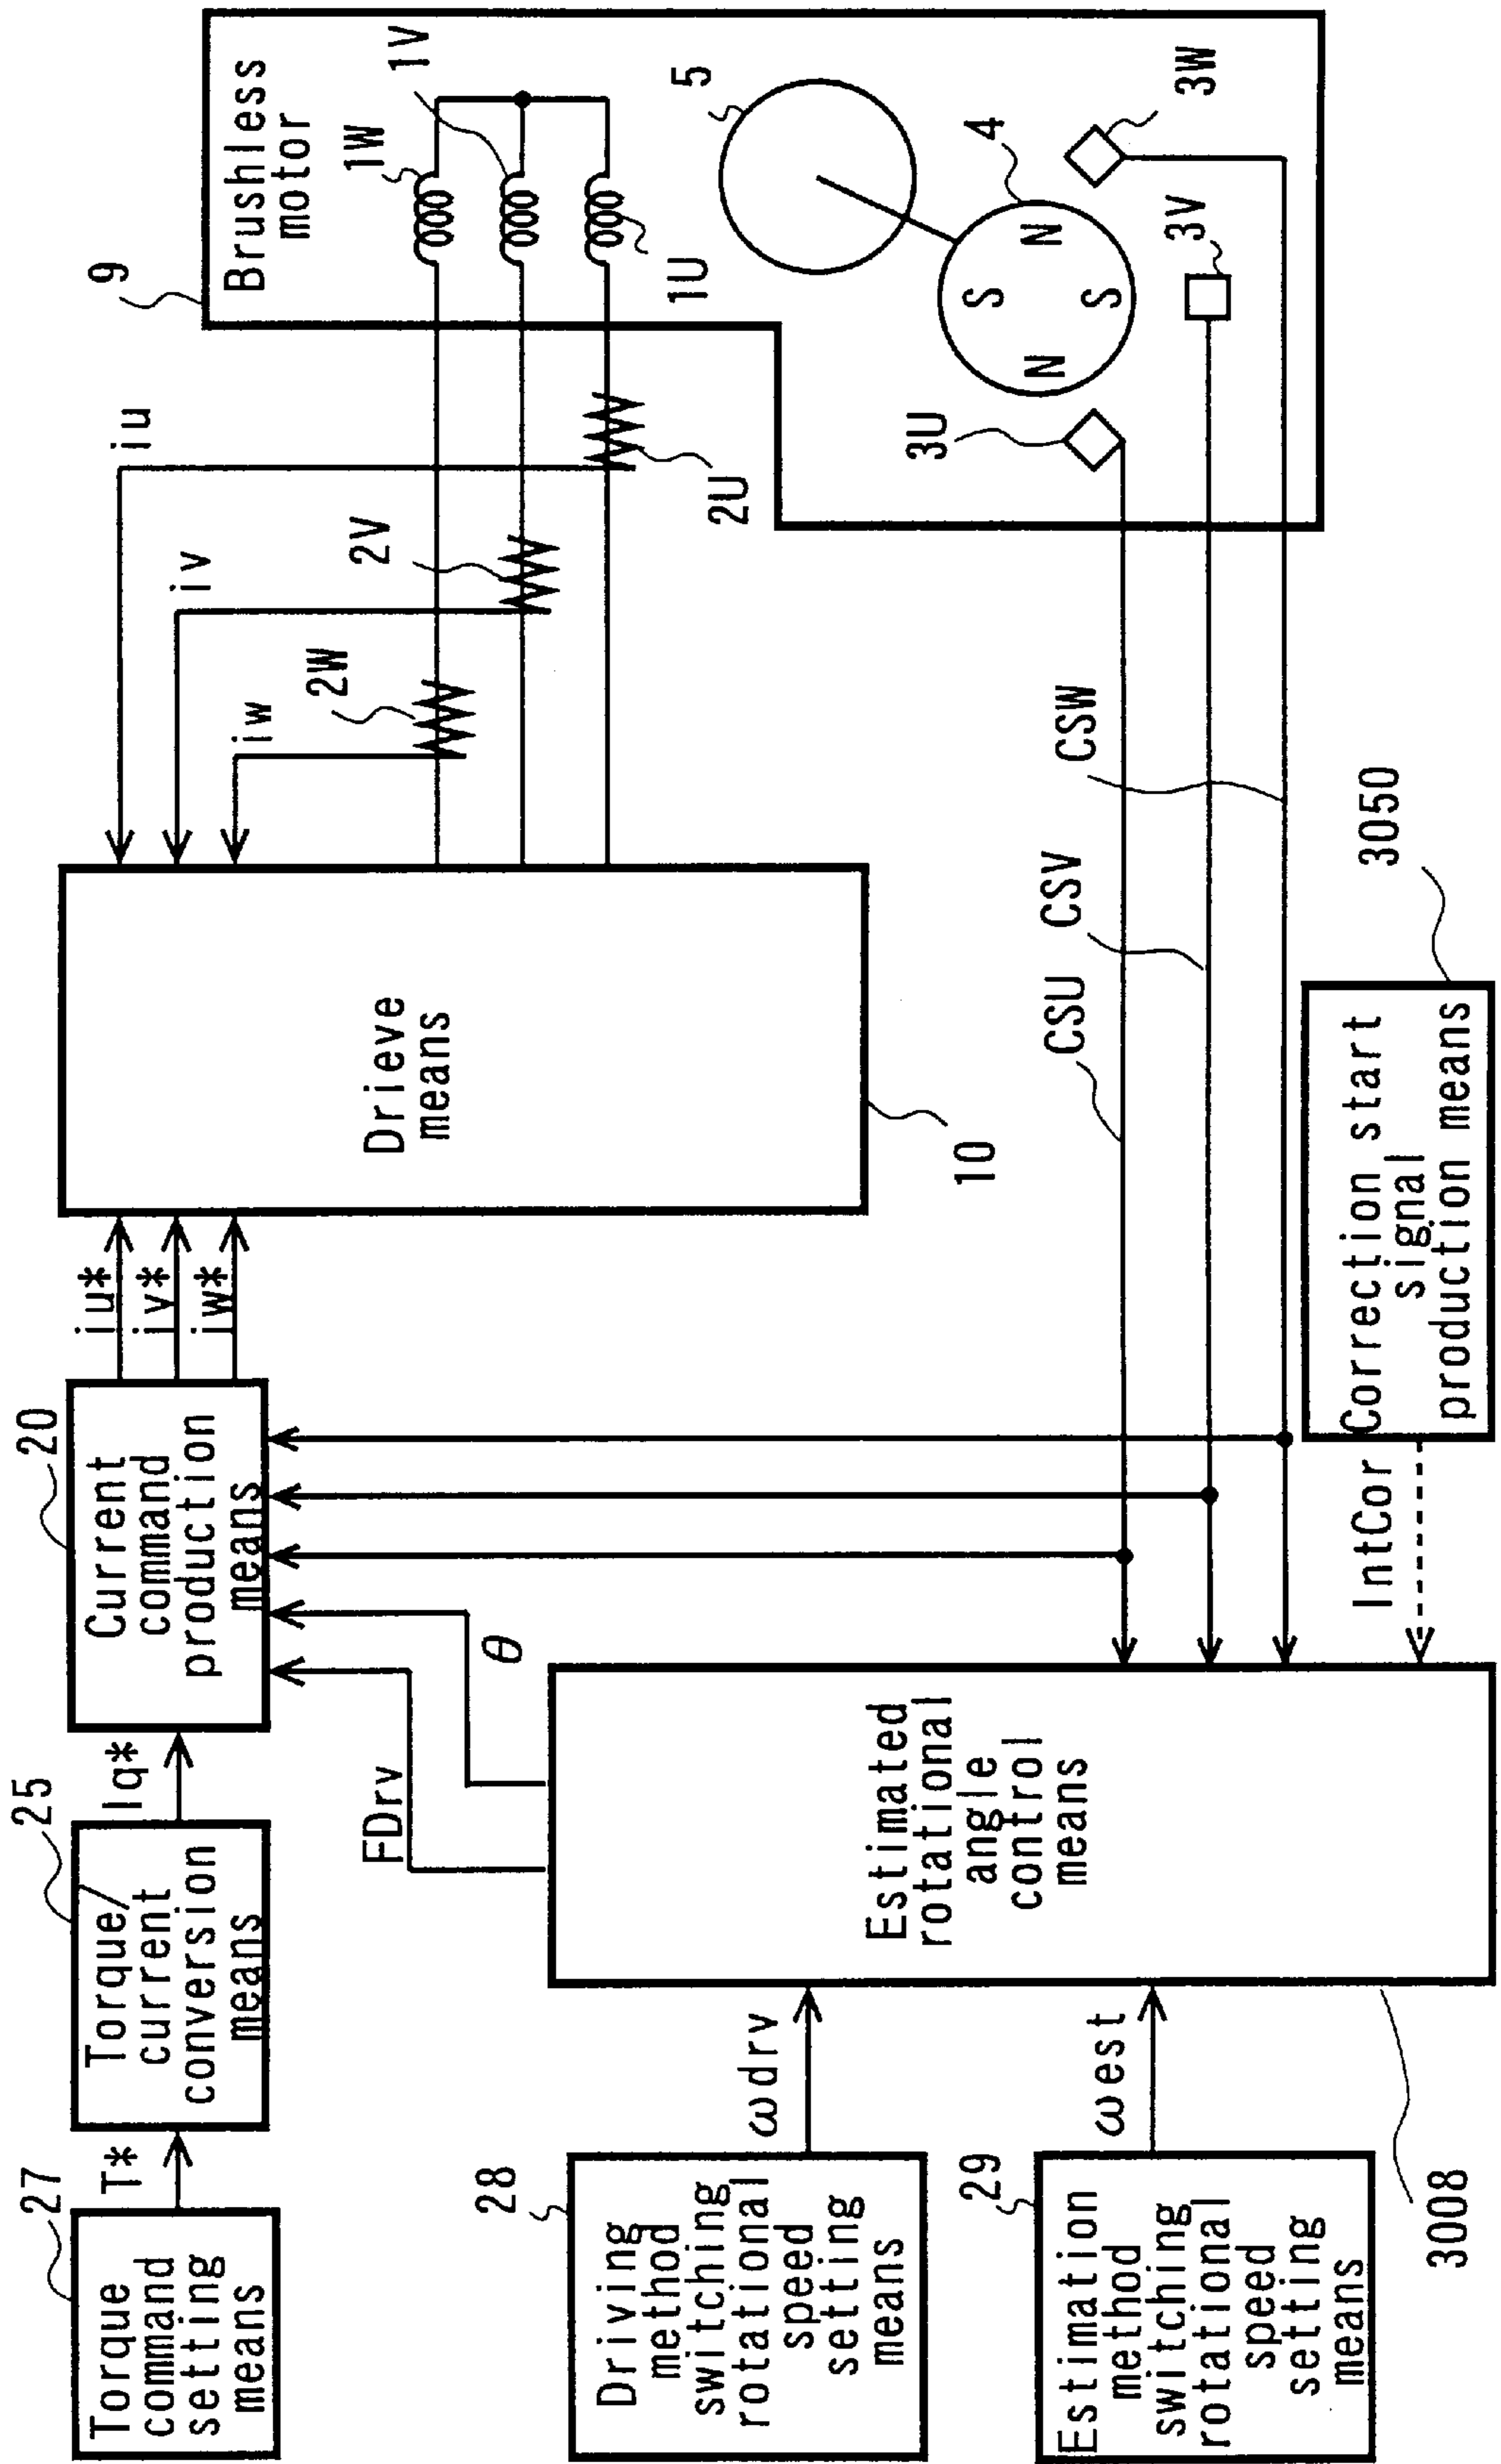 27
Torque
command
setting
means
T*
25
Torque/
current
conversion
means
Iq*
20
Current
command
production
means
iu*
iv*
iw*
Drieve
means
10
iu
iv
iw
2W
2V
2U
9
Brushless
motor
1W
1V
1U
5
4
S
N
N
S
3U
3V
3W
FDrv
θ
CSU
CSV
CSW
28
Driving
method
switching
rotational
speed
setting
means
ωdrv
29
Estimation
method
switching
rotational
speed
setting
means
ωest
Estimated
rotational
angle
control
means
3008
IntCor
Correction start
signal
production means
3050